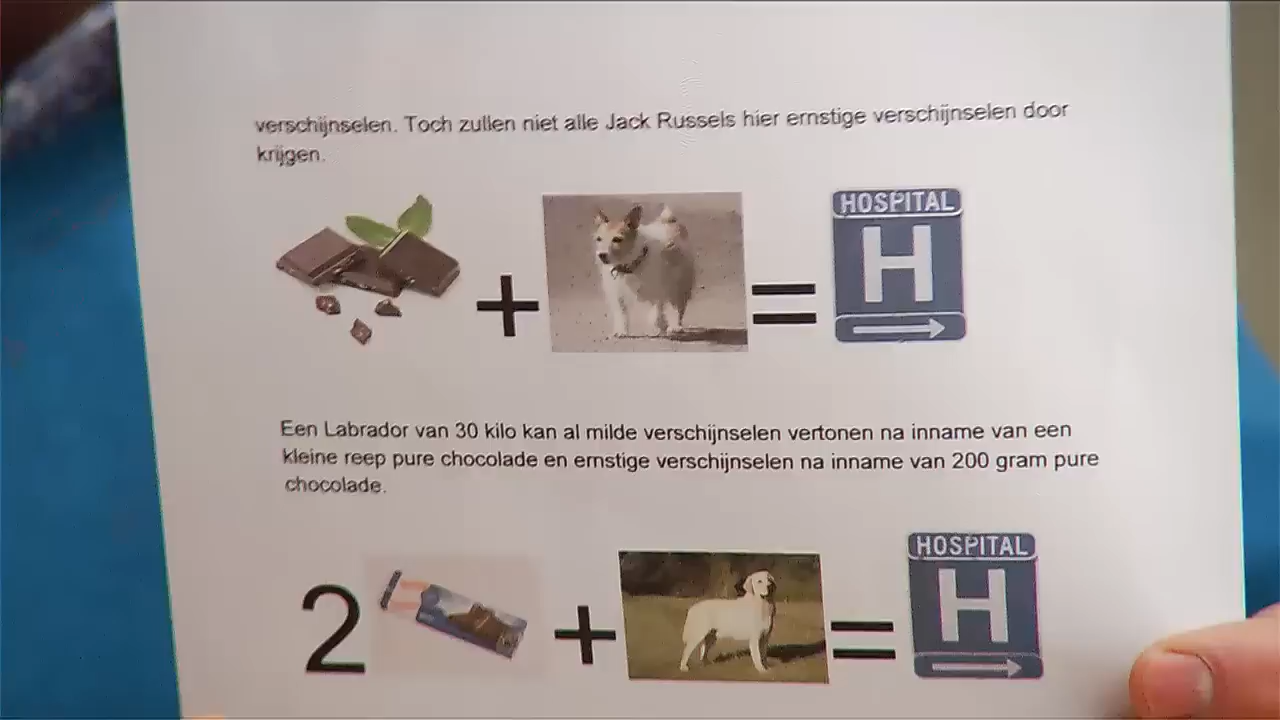 verschijnselen. Toch zullen niet alle Jack Russels hier ernstige verschijnselen door
krijgen.
+ = HOSPITAL
H
Een Labrador van 30 kilo kan al milde verschijnselen vertonen na inname van een
kleine reep pure chocolade en ernstige verschijnselen na inname van 200 gram pure
chocolade.
2 + = HOSPITAL
H